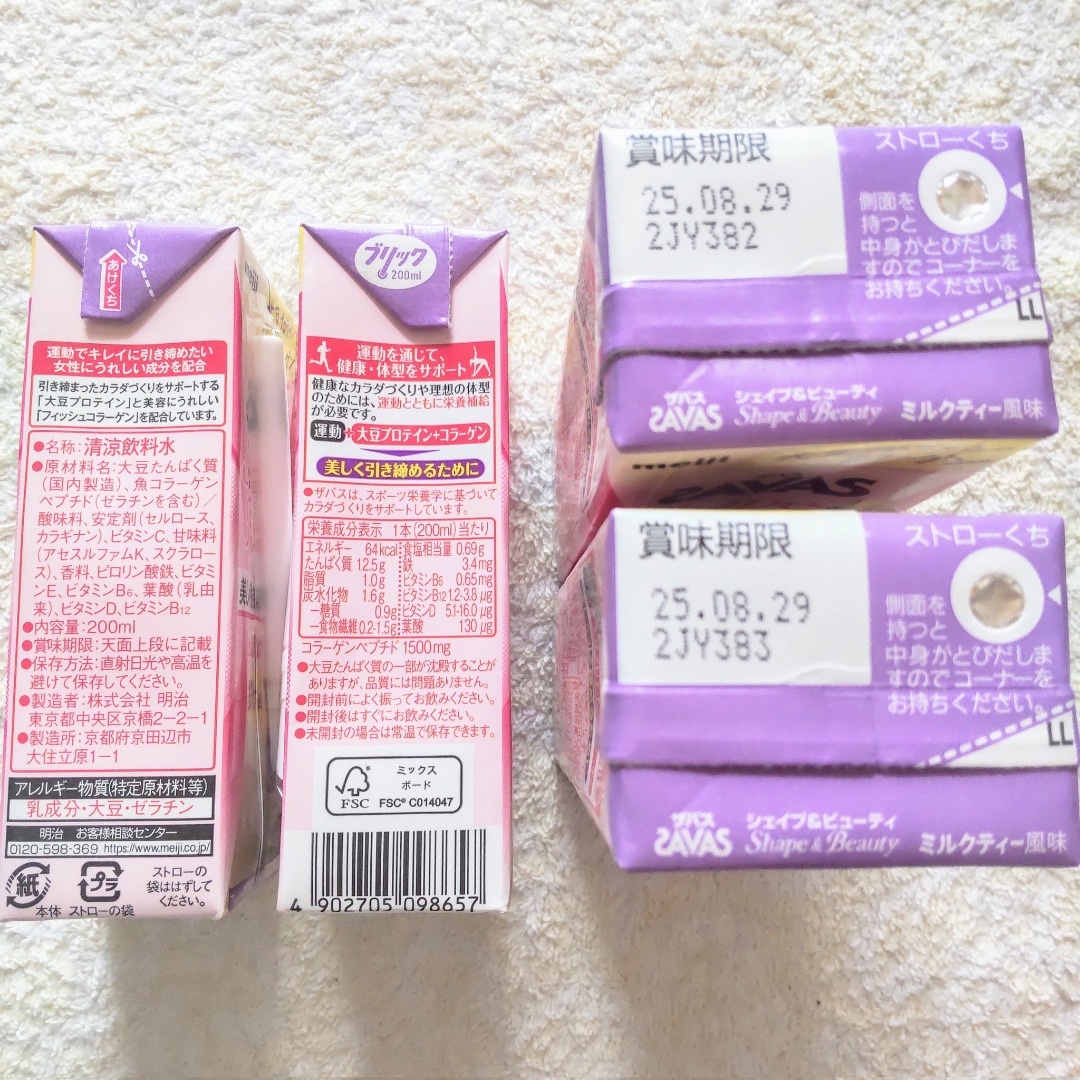 あけくち
運動でキレイに引き締めたい
女性にうれしい成分を配合
引き締まったカラダづくりをサポートする
「大豆プロテイン」と美容にうれしい
「フィッシュコラーゲン」を配合しています。
●名称:清涼飲料水
●原材料名:大豆たんぱく質
(国内製造)、魚コラーゲン
ペプチド(ゼラチンを含む)/
酸味料、安定剤(セルロース、
カラギナン)、ビタミンC、甘味料
(アセスルファムK、スクラロー
ス)、香料、ピロリン酸鉄、ビタミ
ンE、ビタミンB6、葉酸(乳由
来)、ビタミンD、ビタミンB12
●内容量:200ml
●賞味期限:天面上段に記載
●保存方法:直射日光や高温を
避けて保存してください。
●製造者:株式会社 明治
東京都中央区京橋2-2-1
●製造所:京都府京田辺市
大住立原1-1
アレルギー物質(特定原材料等)
乳成分・大豆・ゼラチン
明治 お客様相談センター
0120-598-369 https://www.meiji.co.jp/
紙
プラ
本体 ストローの袋
ストローの
袋ははずして
ください。
ブリック
200ml
運動を通じて、
健康・体型をサポート
健康なカラダづくりや理想の体型
のためには、運動とともに栄養補給
が必要です。
運動+大豆プロテイン+コラーゲン
美しく引き締めるために
●ザバスは、スポーツ栄養学に基づいて
カラダづくりをサポートしています。
栄養成分表示 1本(200ml)当たり
エネルギー 64kcal 食塩相当量 0.69g
たんぱく質 12.5g 鉄 3.4mg
脂質 1.0g ビタミンB6 0.65mg
炭水化物 1.6g ビタミンB12 1.2-3.8μg
-糖質 0.9g ビタミンD 5.1-16.0μg
-食物繊維 0.2-1.5g 葉酸 130μg
コラーゲンペプチド 1500mg
●大豆たんぱく質の一部が沈殿することが
ありますが、品質には問題ありません。
●開封前によく振ってお飲みください。
●開封後はすぐにお飲みください。
●未開封の場合は常温で保存できます。
FSC
ミックス
ボード
FSC® C014047
4 902705 098657
賞味期限
25.08.29
2JY382
ストローくち
側面を
持つと
中身がとびだしま
すのでコーナーを
お持ちください。
LL
ザバス
SAVAS
シェイプ&ビューティ
Shape & Beauty
ミルクティー風味
meiji
SAVAS
賞味期限
25.08.29
2JY383
ストローくち
側面を
持つと
中身がとびだしま
すのでコーナーを
お持ちください。
LL
ザバス
SAVAS
シェイプ&ビューティ
Shape & Beauty
ミルクティー風味